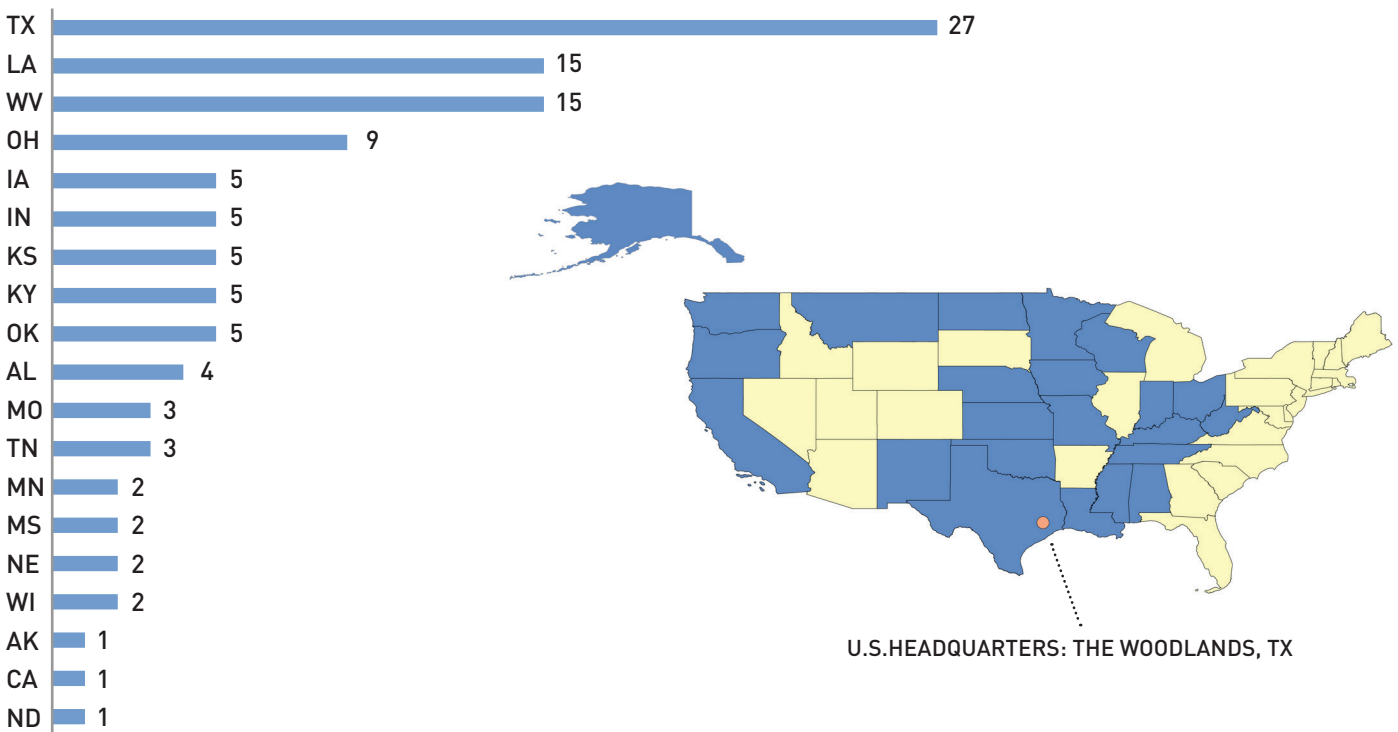 TX 27
LA 15
WV 15
OH 9
IA 5
IN 5
KS 5
KY 5
OK 5
AL 4
MO 3
TN 3
MN 2
MS 2
NE 2
WI 2
AK 1
CA 1
ND 1
U.S.HEADQUARTERS: THE WOODLANDS, TX